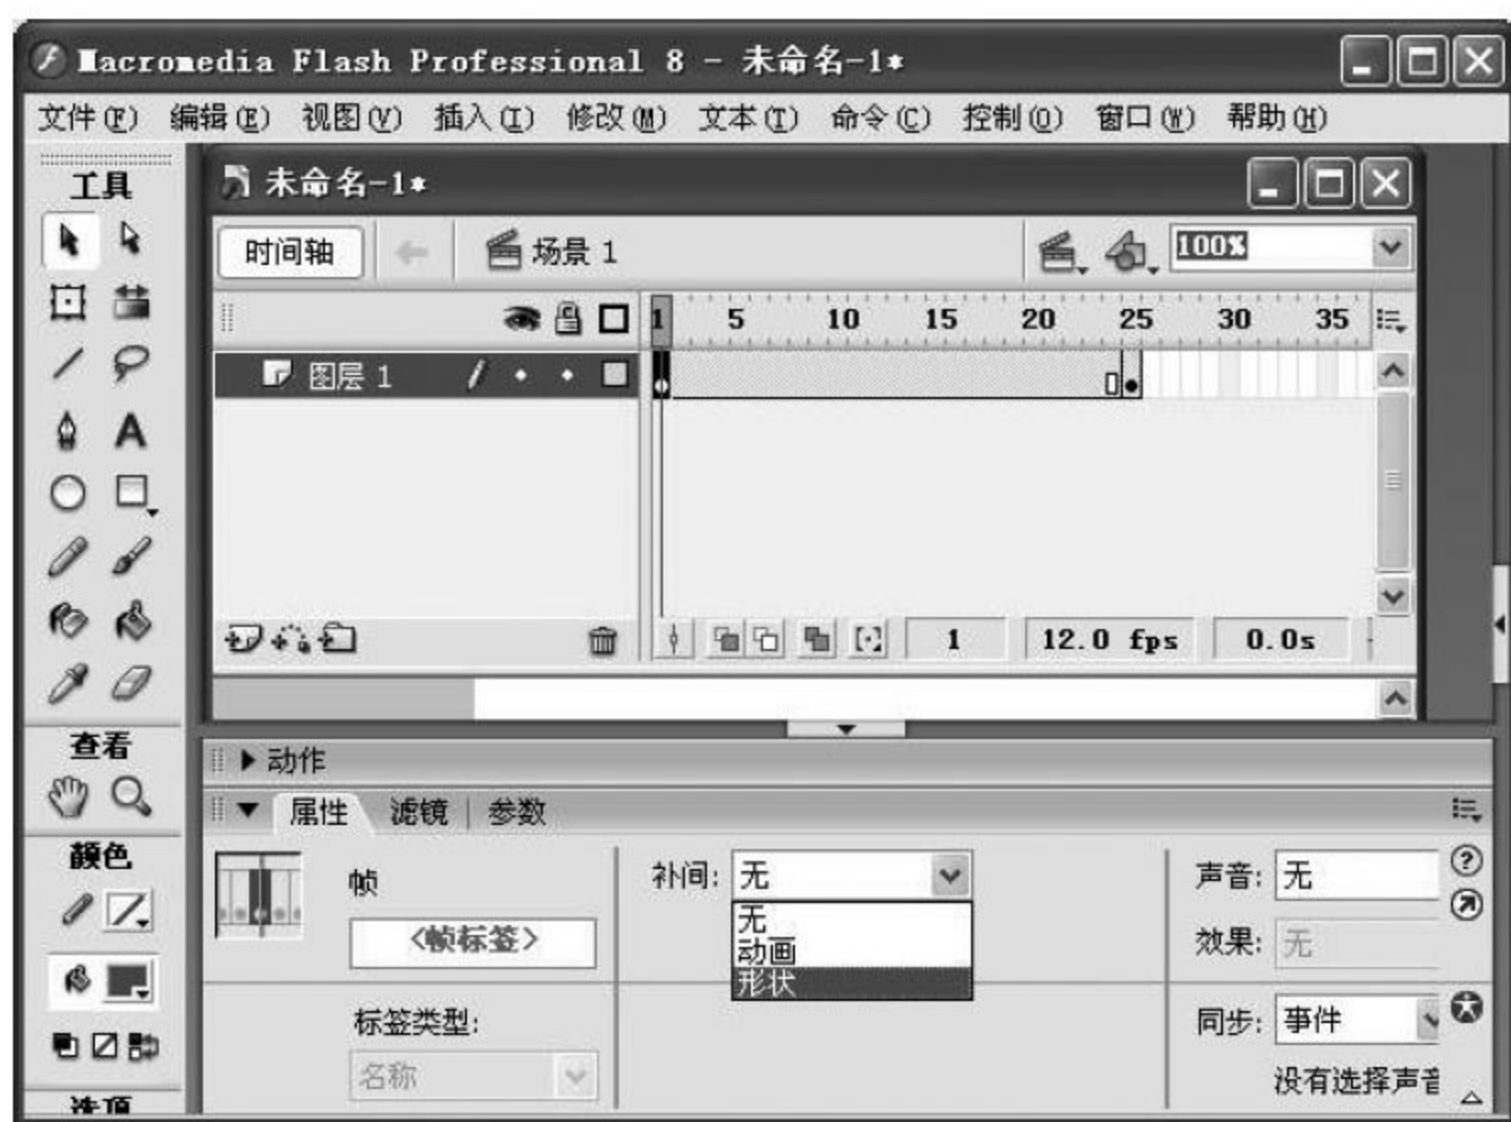 Macromedia Flash Professional 8 - 未命名-1*
文件(F) 编辑(E) 视图(V) 插入(I) 修改(M) 文本(T) 命令(C) 控制(O) 窗口(W) 帮助(H)
工具
未命名-1*
时间轴 场景 1 100%
1 5 10 15 20 25 30 35
图层 1
1 12.0 fps 0.0s
查看
动作
属性 滤镜 参数
颜色
帧
<帧标签>
标签类型:
名称
补间: 无
无
动画
形状
声音: 无
效果: 无
同步: 事件
没有选择声音
选项